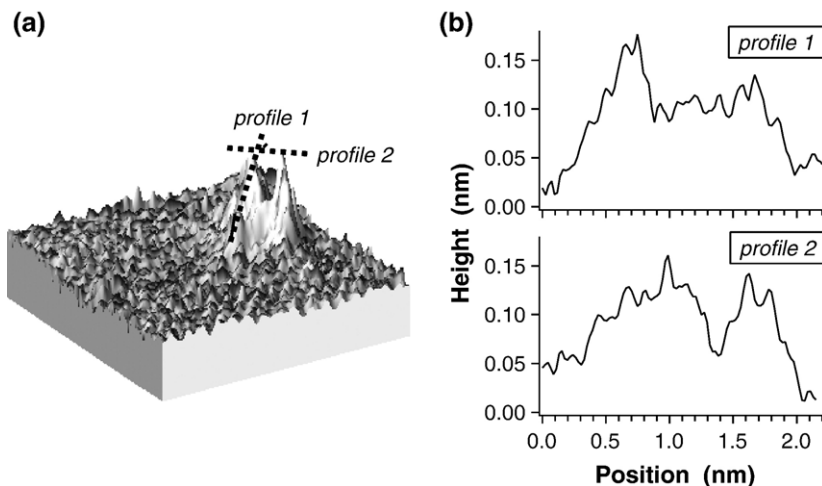 (a)
profile 1
profile 2
(b)
Height (nm)
profile 1
0.15
0.10
0.05
0.00
profile 2
0.15
0.10
0.05
0.00
0.0 0.5 1.0 1.5 2.0
Position (nm)